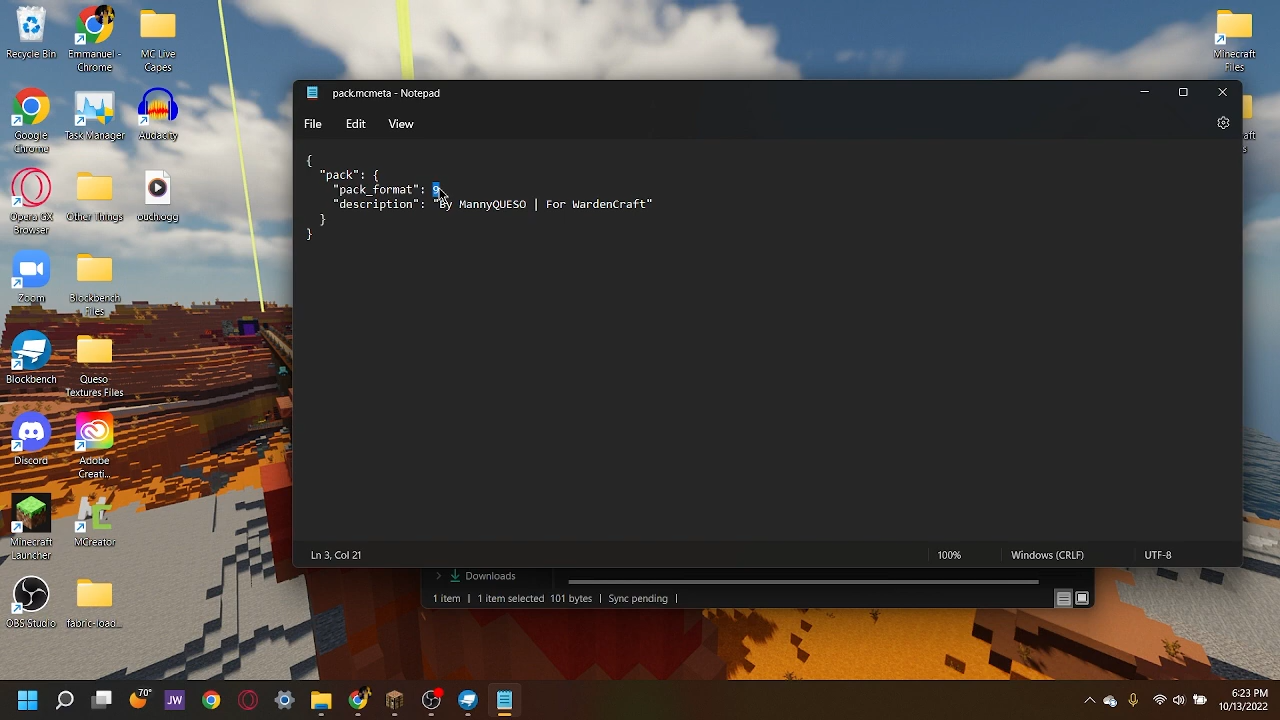 Recycle Bin
Emmanuel -
Chrome
MC Live
Capes
Minecraft
Files
Google
Chrome
Task Manager
Audacity
Opera GX
Browser
Other Things
ouch.ogg
Zoom
Blockbench
Files
Blockbench
Queso
Textures Files
Discord
Adobe
Creati...
Minecraft
Launcher
MCreator
OBS Studio
fabric-load...
pack.mcmeta - Notepad
File
Edit
View
{
"pack": {
"pack_format": 9,
"description": "By MannyQUESO | For WardenCraft"
}
}
Ln 3, Col 21
100%
Windows (CRLF)
UTF-8
Downloads
1 item | 1 item selected 101 bytes | Sync pending |
70°
JW
6:23 PM
10/13/2022